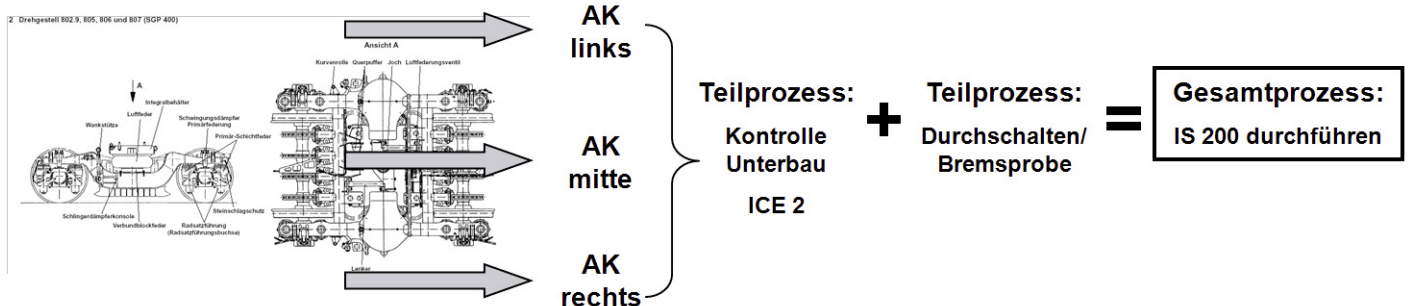 2 Drehgestell 802.9, 805, 806 und 807 (SGP 400)
A
Integralbehälter
Luftfeder
Wankstütze
Schwingungsdämpfer
Primärfederung
Primär-Schichtfeder
Schlingerdämpferkonsole
Verbundblockfeder
Radsatzführung
(Radsatzführungsbuchse)
Steinschlagschutz
Ansicht A
Kurvenrolle Querpuffer Joch Luftfederungsventil
Lenker
AK
links
AK
mitte
AK
rechts
Teilprozess:
Kontrolle
Unterbau
ICE 2
+
Teilprozess:
Durchschalten/
Bremsprobe
=
Gesamtprozess:
IS 200 durchführen